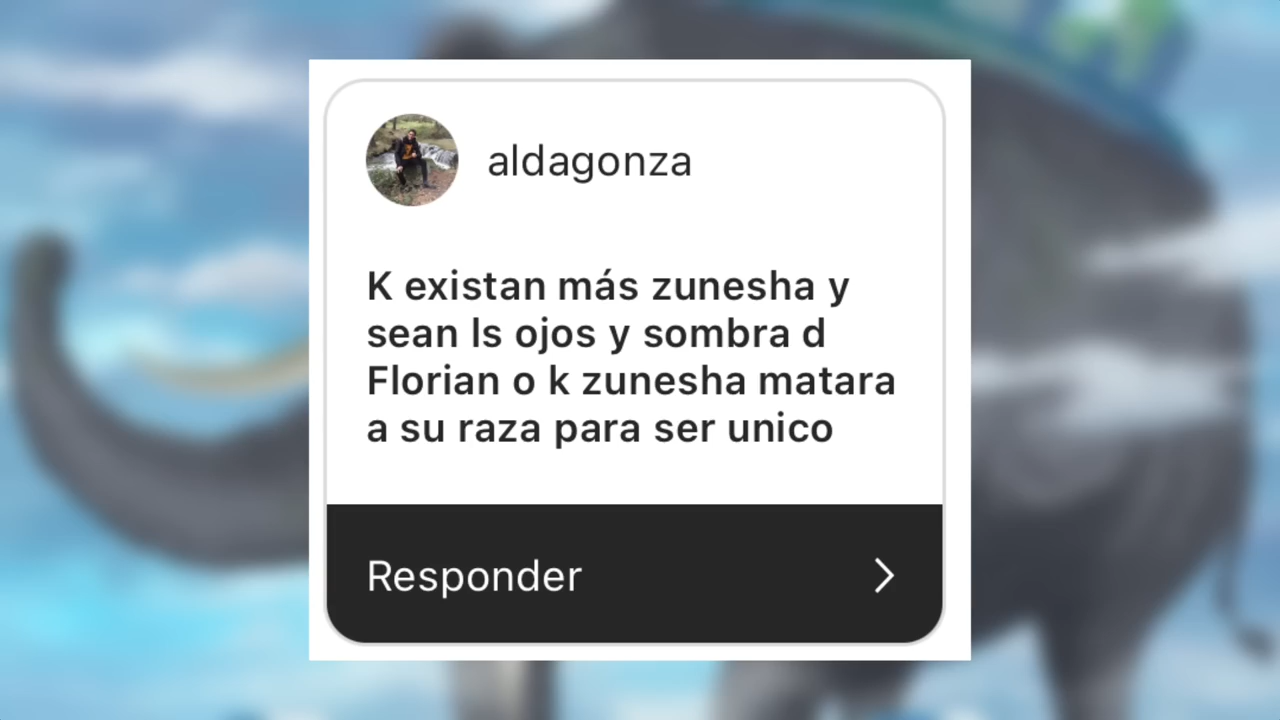 aldagonza
K existan más zunesha y
sean ls ojos y sombra d
Florian o k zunesha matara
a su raza para ser unico
Responder